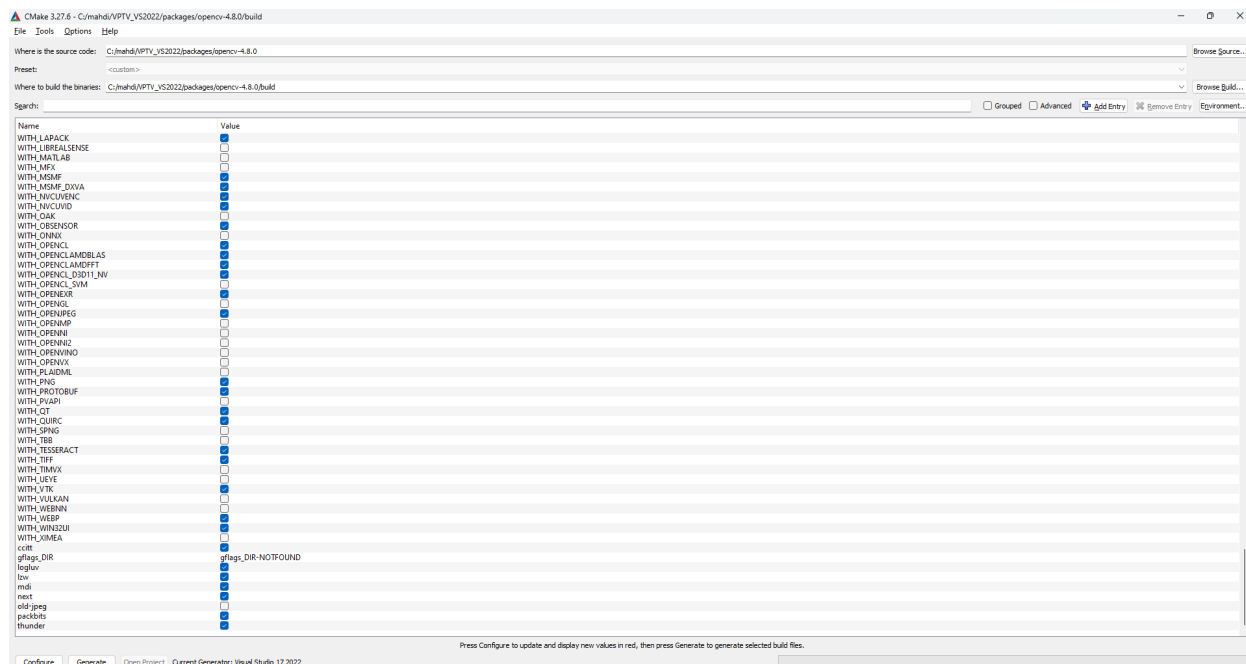 CMake 3.27.6 - C:/mahdi/VPTV_VS2022/packages/opencv-4.8.0/build
File Tools Options Help
Where is the source code: C:/mahdi/VPTV_VS2022/packages/opencv-4.8.0 Browse Source...
Preset: <custom>
Where to build the binaries: C:/mahdi/VPTV_VS2022/packages/opencv-4.8.0/build Browse Build...
Search: Grouped Advanced Add Entry Remove Entry Environment...
Name Value
WITH_LAPACK
WITH_LIBREALSENSE
WITH_MATLAB
WITH_MFX
WITH_MSMF
WITH_MSMF_DXVA
WITH_NVCUVENC
WITH_NVCUVID
WITH_OAK
WITH_OBSENSOR
WITH_ONNX
WITH_OPENCL
WITH_OPENCLAMDBLAS
WITH_OPENCLAMDFFT
WITH_OPENCL_D3D11_NV
WITH_OPENCL_SVM
WITH_OPENEXR
WITH_OPENGL
WITH_OPENJPEG
WITH_OPENMP
WITH_OPENNI
WITH_OPENNI2
WITH_OPENVINO
WITH_OPENVX
WITH_PLAIDML
WITH_PNG
WITH_PROTOBUF
WITH_PVAPI
WITH_QT
WITH_QUIRC
WITH_SPNG
WITH_TBB
WITH_TESSERACT
WITH_TIFF
WITH_TIMVX
WITH_UEYE
WITH_VTK
WITH_VULKAN
WITH_WEBNN
WITH_WEBP
WITH_WIN32UI
WITH_XIMEA
ccitt
gflags_DIR gflags_DIR-NOTFOUND
logluv
lzw
mdi
next
old-jpeg
packbits
thunder
Press Configure to update and display new values in red, then press Generate to generate selected build files.
Configure Generate Open Project Current Generator: Visual Studio 17 2022